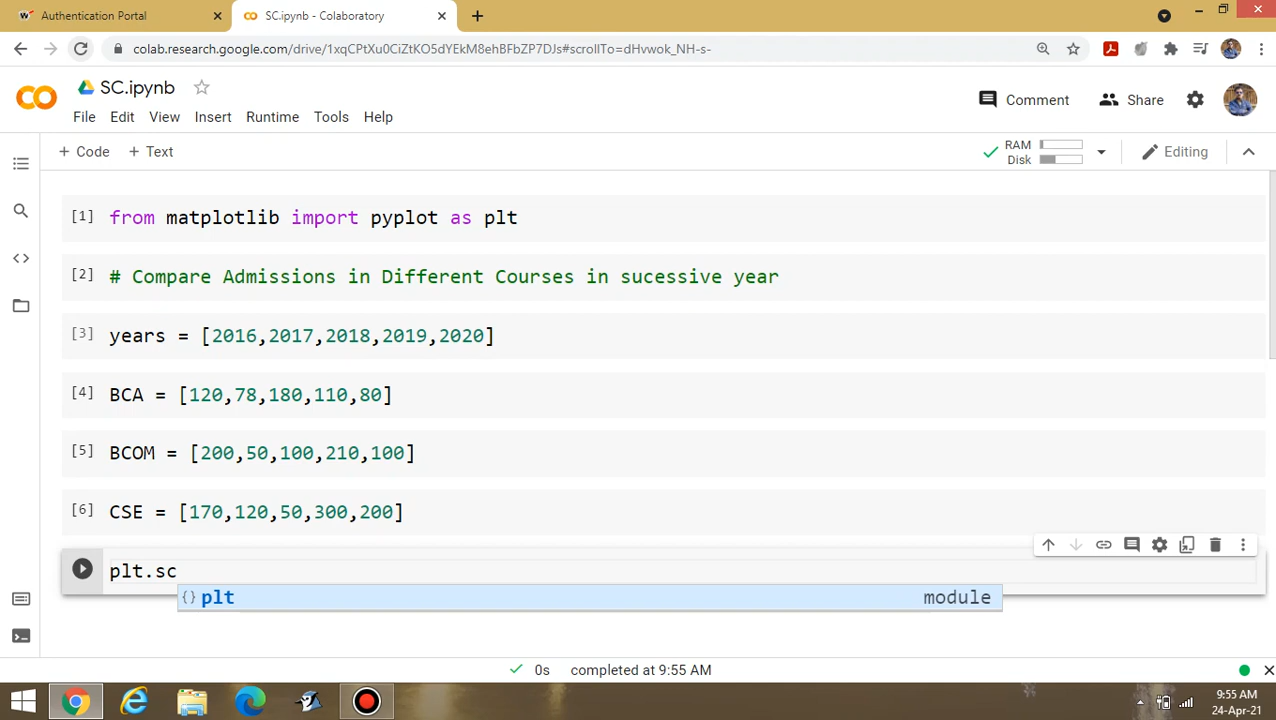 Authentication Portal
SC.ipynb - Colaboratory
colab.research.google.com/drive/1xqCPtXu0CiZtKO5dYEkM8ehBFbZP7DJs#scrollTo=dHvwok_NH-s-
SC.ipynb
Comment
Share
File Edit View Insert Runtime Tools Help
+ Code + Text
RAM
Disk
Editing
[1] from matplotlib import pyplot as plt
[2] # Compare Admissions in Different Courses in sucessive year
[3] years = [2016,2017,2018,2019,2020]
[4] BCA = [120,78,180,110,80]
[5] BCOM = [200,50,100,210,100]
[6] CSE = [170,120,50,300,200]
plt.sc
{} plt module
0s completed at 9:55 AM
9:55 AM
24-Apr-21